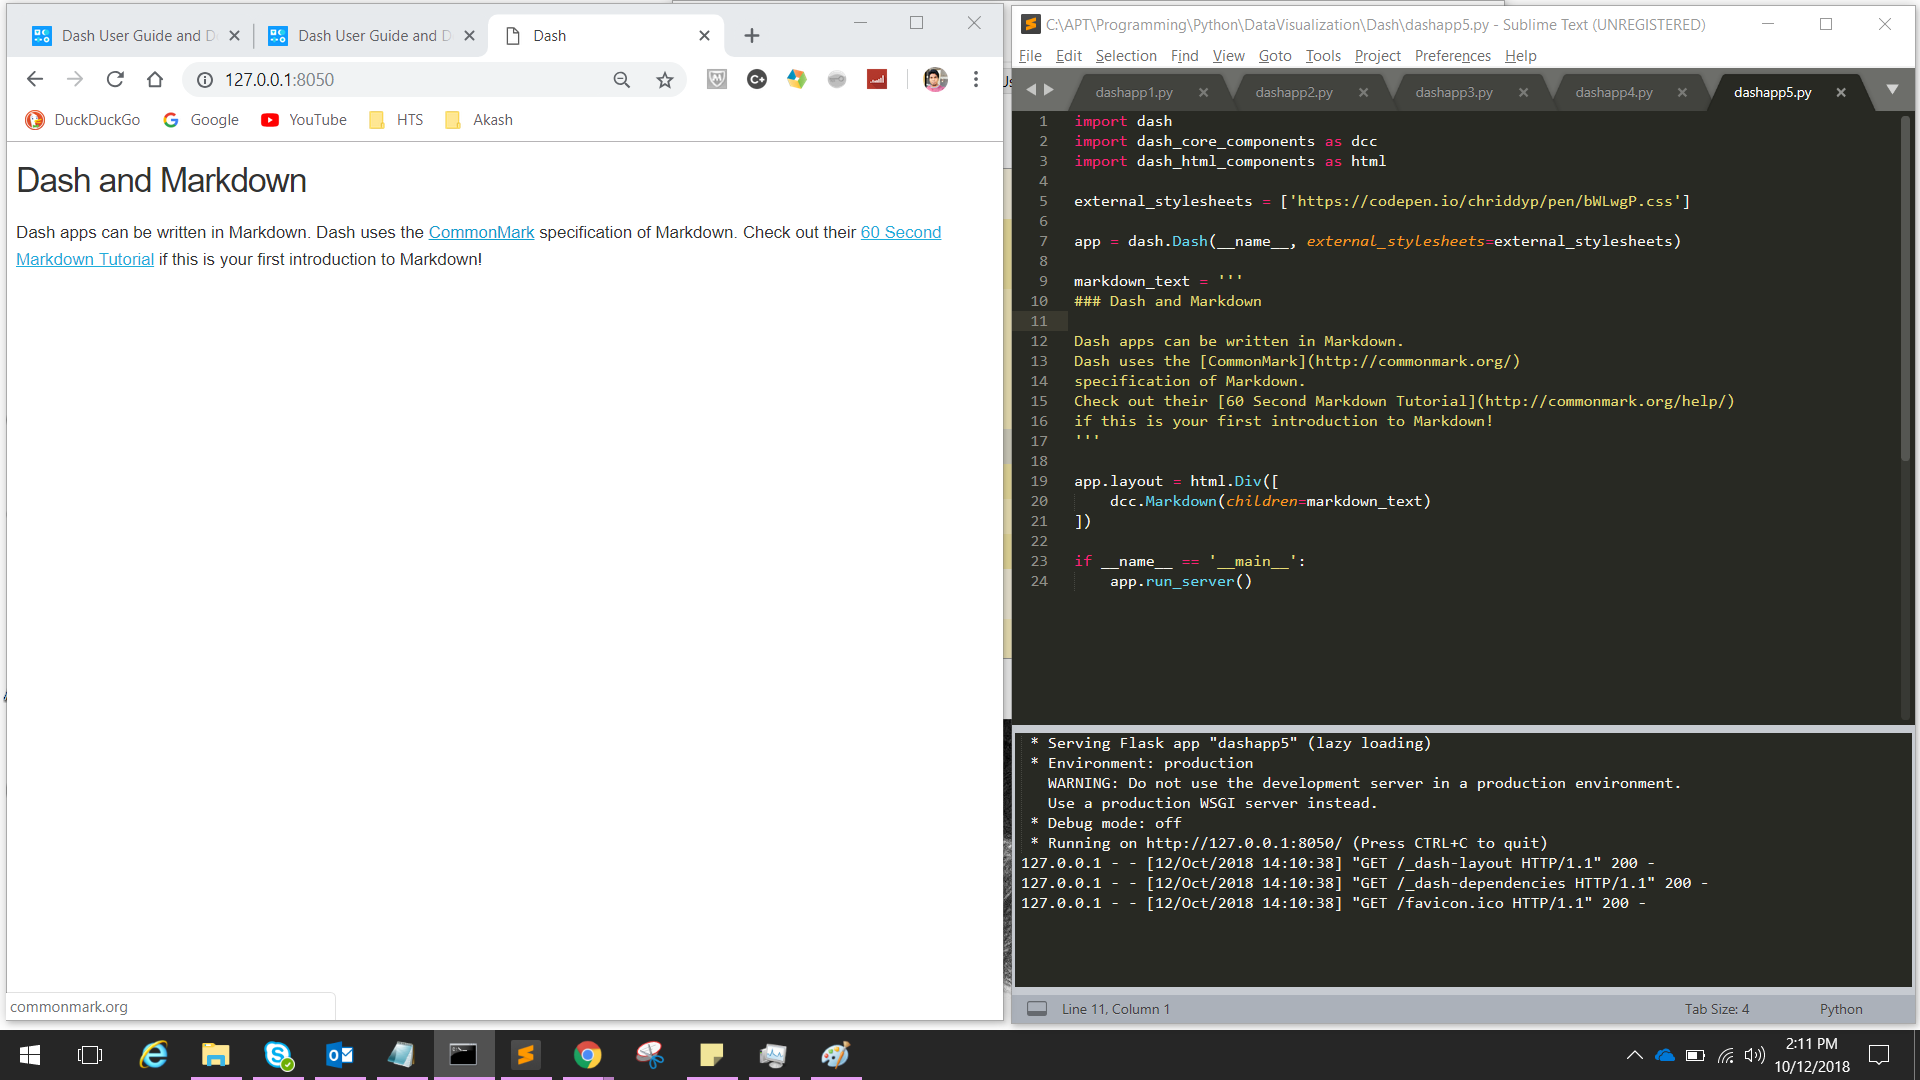 Dash User Guide and D
Dash User Guide and D
Dash
127.0.0.1:8050
DuckDuckGo
Google
YouTube
HTS
Akash
Dash and Markdown
Dash apps can be written in Markdown. Dash uses the CommonMark specification of Markdown. Check out their 60 Second
Markdown Tutorial if this is your first introduction to Markdown!
commonmark.org
C:\APT\Programming\Python\DataVisualization\Dash\dashapp5.py - Sublime Text (UNREGISTERED)
File Edit Selection Find View Goto Tools Project Preferences Help
dashapp1.py
dashapp2.py
dashapp3.py
dashapp4.py
dashapp5.py
1 import dash
2 import dash_core_components as dcc
3 import dash_html_components as html
4
5 external_stylesheets = ['https://codepen.io/chriddyp/pen/bWLwgP.css']
6
7 app = dash.Dash(__name__, external_stylesheets=external_stylesheets)
8
9 markdown_text = '''
10 ### Dash and Markdown
11
12 Dash apps can be written in Markdown.
13 Dash uses the [CommonMark](http://commonmark.org/)
14 specification of Markdown.
15 Check out their [60 Second Markdown Tutorial](http://commonmark.org/help/)
16 if this is your first introduction to Markdown!
17 '''
18
19 app.layout = html.Div([
20     dcc.Markdown(children=markdown_text)
21 ])
22
23 if __name__ == '__main__':
24     app.run_server()
* Serving Flask app "dashapp5" (lazy loading)
* Environment: production
WARNING: Do not use the development server in a production environment.
Use a production WSGI server instead.
* Debug mode: off
* Running on http://127.0.0.1:8050/ (Press CTRL+C to quit)
127.0.0.1 - - [12/Oct/2018 14:10:38] "GET /_dash-layout HTTP/1.1" 200 -
127.0.0.1 - - [12/Oct/2018 14:10:38] "GET /_dash-dependencies HTTP/1.1" 200 -
127.0.0.1 - - [12/Oct/2018 14:10:38] "GET /favicon.ico HTTP/1.1" 200 -
Line 11, Column 1
Tab Size: 4
Python
2:11 PM
10/12/2018